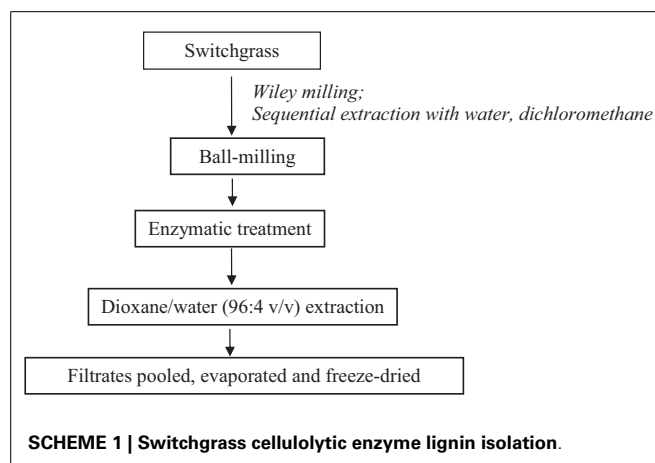 Switchgrass
Wiley milling;
Sequential extraction with water, dichloromethane
Ball-milling
Enzymatic treatment
Dioxane/water (96:4 v/v) extraction
Filtrates pooled, evaporated and freeze-dried
SCHEME 1 | Switchgrass cellulolytic enzyme lignin isolation.